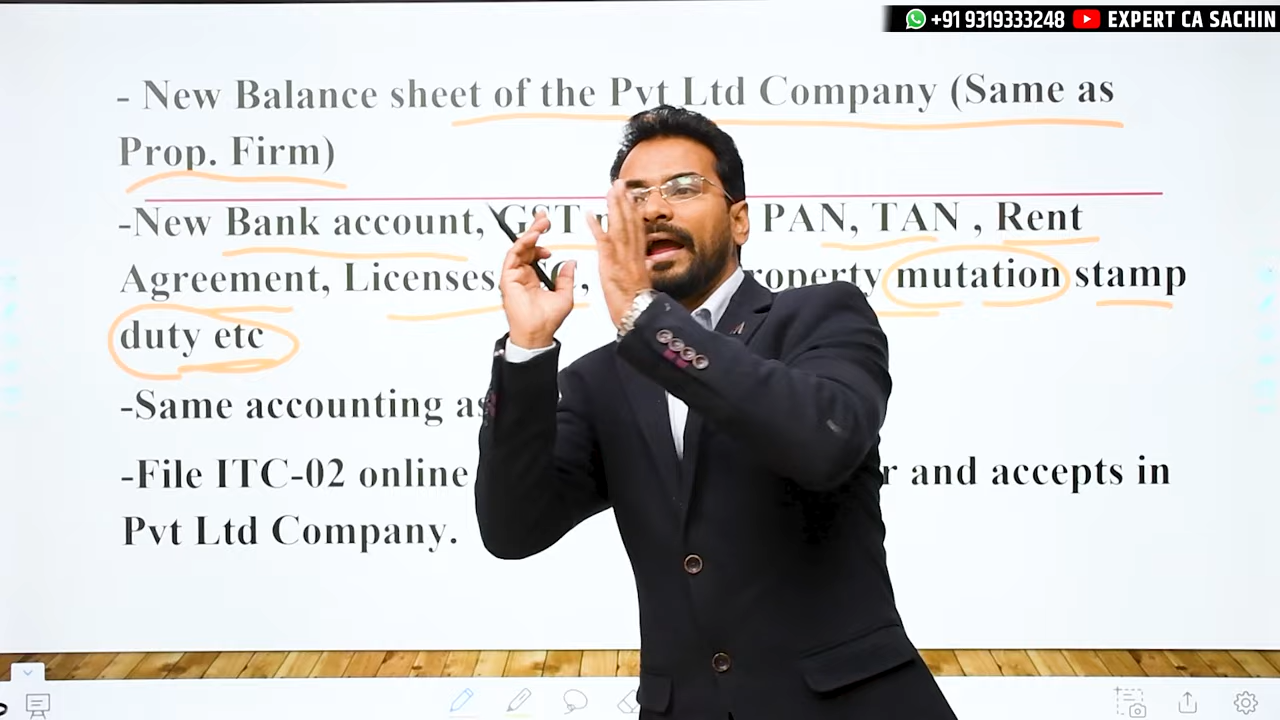 +91 9319333248 EXPERT CA SACHIN
- New Balance sheet of the Pvt Ltd Company (Same as
Prop. Firm)
-New Bank account, GST PAN, TAN , Rent
Agreement, Licenses, mutation stamp
duty etc
-Same accounting as
-File ITC-02 online and accepts in
Pvt Ltd Company.